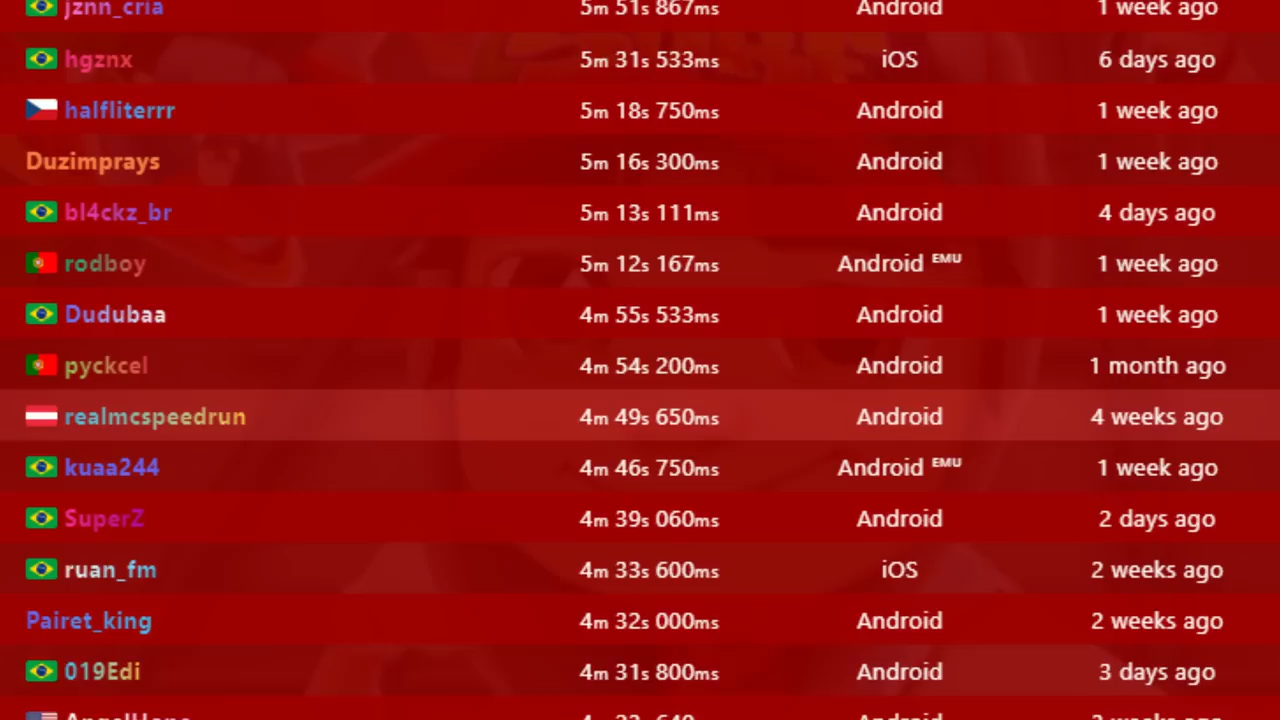 jznn_cria 5m 51s 867ms Android 1 week ago
hgznx 5m 31s 533ms iOS 6 days ago
halfliterrr 5m 18s 750ms Android 1 week ago
Duzimprays 5m 16s 300ms Android 1 week ago
bl4ckz_br 5m 13s 111ms Android 4 days ago
rodboy 5m 12s 167ms Android EMU 1 week ago
Dudubaa 4m 55s 533ms Android 1 week ago
pyckcel 4m 54s 200ms Android 1 month ago
realmcspeedrun 4m 49s 650ms Android 4 weeks ago
kuaa244 4m 46s 750ms Android EMU 1 week ago
SuperZ 4m 39s 060ms Android 2 days ago
ruan_fm 4m 33s 600ms iOS 2 weeks ago
Pairet_king 4m 32s 000ms Android 2 weeks ago
019Edi 4m 31s 800ms Android 3 days ago